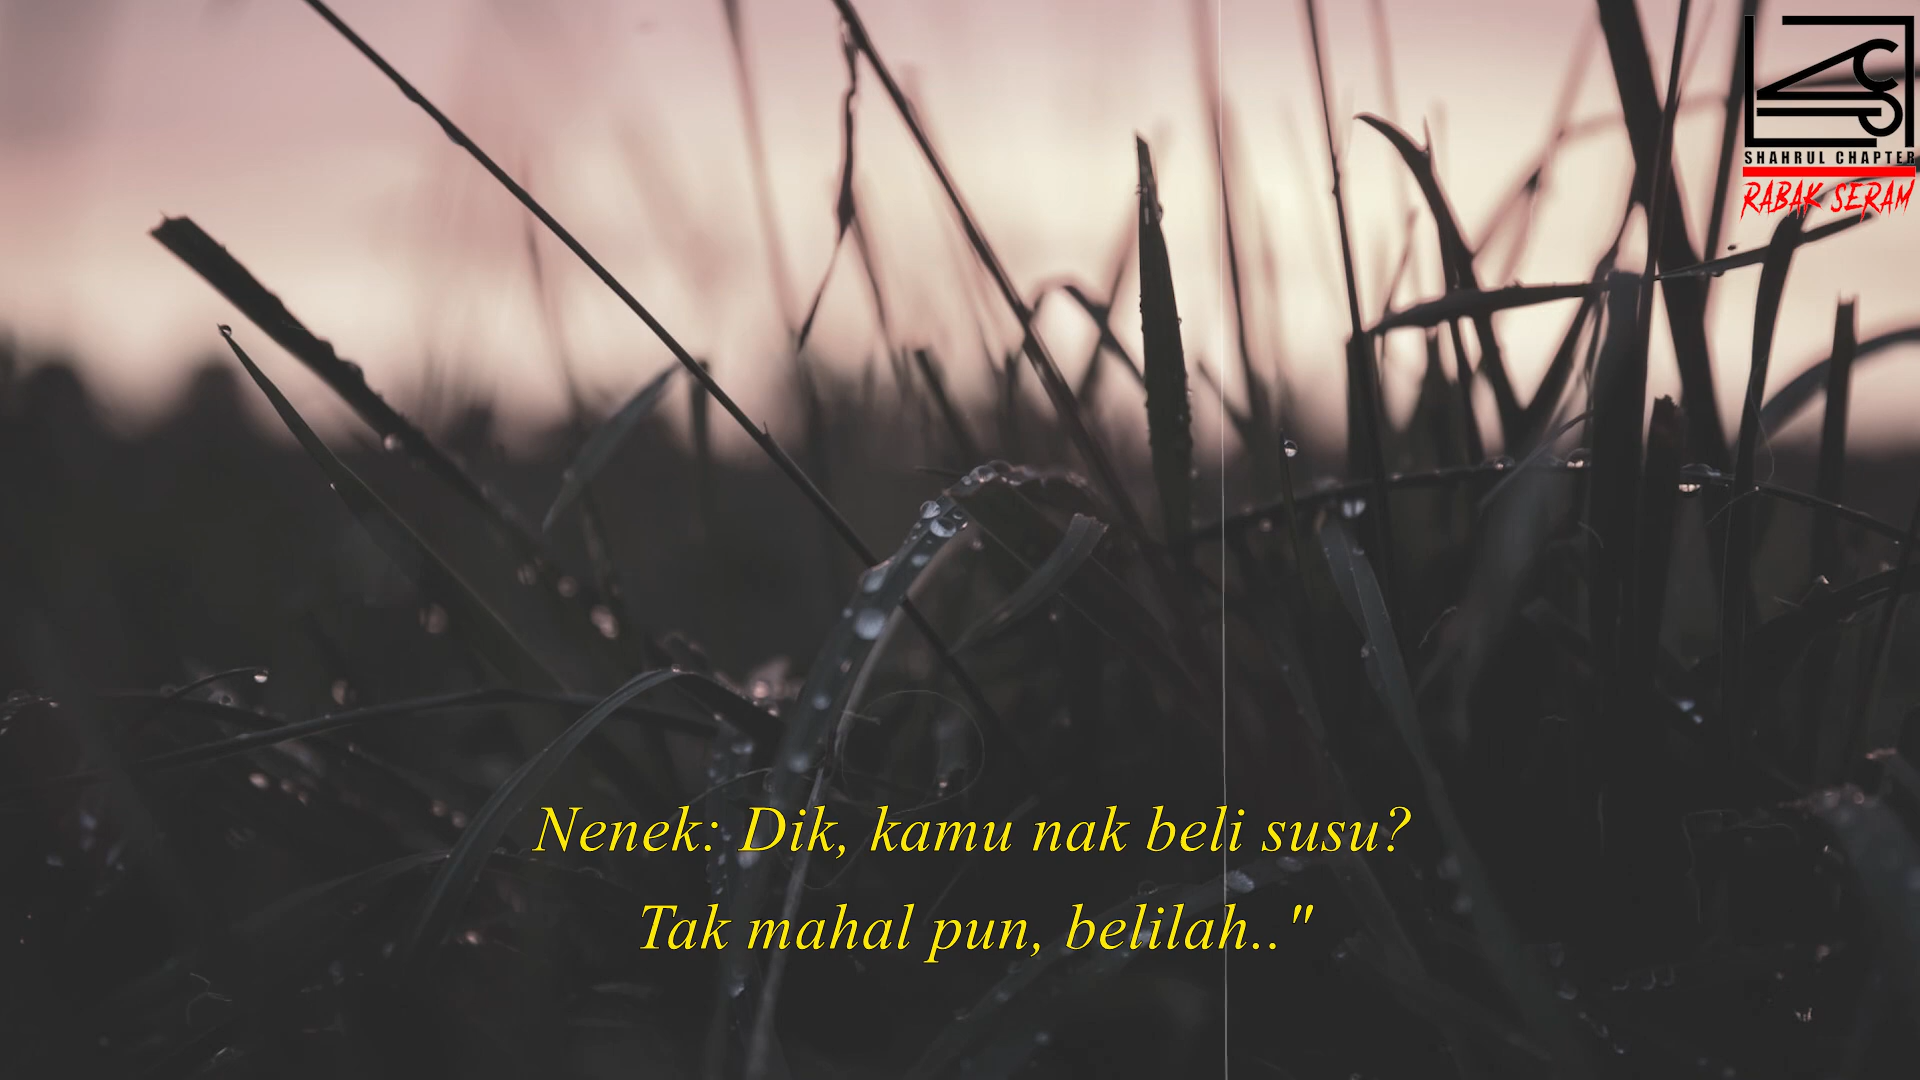 SHAHRUL CHAPTER
RABAK SERAM
Nenek: Dik, kamu nak beli susu?
Tak mahal pun, belilah.."